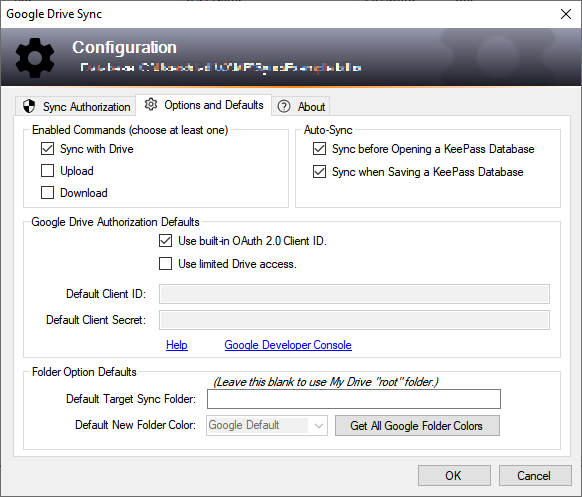 Google Drive Sync
Configuration
Sync Authorization
Options and Defaults
About
Enabled Commands (choose at least one)
Sync with Drive
Upload
Download
Auto-Sync
Sync before Opening a KeePass Database
Sync when Saving a KeePass Database
Google Drive Authorization Defaults
Use built-in OAuth 2.0 Client ID.
Use limited Drive access.
Default Client ID:
Default Client Secret:
Help
Google Developer Console
Folder Option Defaults
(Leave this blank to use My Drive "root" folder.)
Default Target Sync Folder:
Default New Folder Color:
Google Default
Get All Google Folder Colors
OK
Cancel